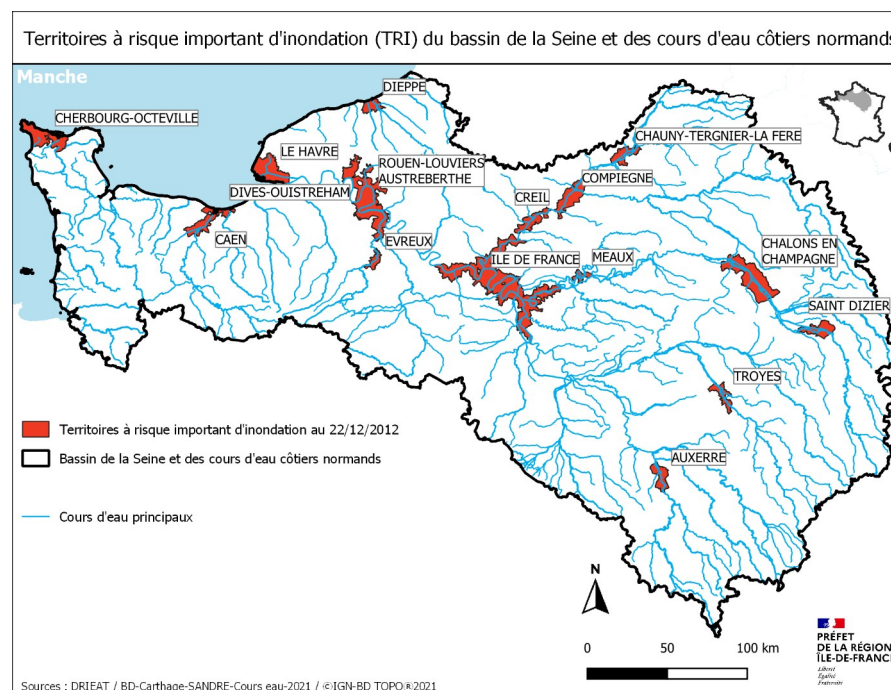 Territoires à risque important d'inondation (TRI) du bassin de la Seine et des cours d'eau côtiers normands
Manche
DIEPPE
CHERBOURG-OCTEVILLE
CHAUNY-TERGNIER-LA FERE
LE HAVRE
ROUEN-LOUVIERS
AUSTREBERTHE
COMPIEGNE
DIVES-OUISTREHAM
CREIL
CAEN
EVREUX
ILE DE FRANCE
MEAUX
CHALONS EN
CHAMPAGNE
SAINT DIZIER
TROYES
AUXERRE
Territoires à risque important d'inondation au 22/12/2012
Bassin de la Seine et des cours d'eau côtiers normands
Cours d'eau principaux
N
0 50 100 km
PRÉFET
DE LA RÉGION
ÎLE-DE-FRANCE
Liberté
Égalité
Fraternité
Sources : DRIEAT / BD-Carthage-SANDRE-Cours eau-2021 / ©IGN-BD TOPO®2021